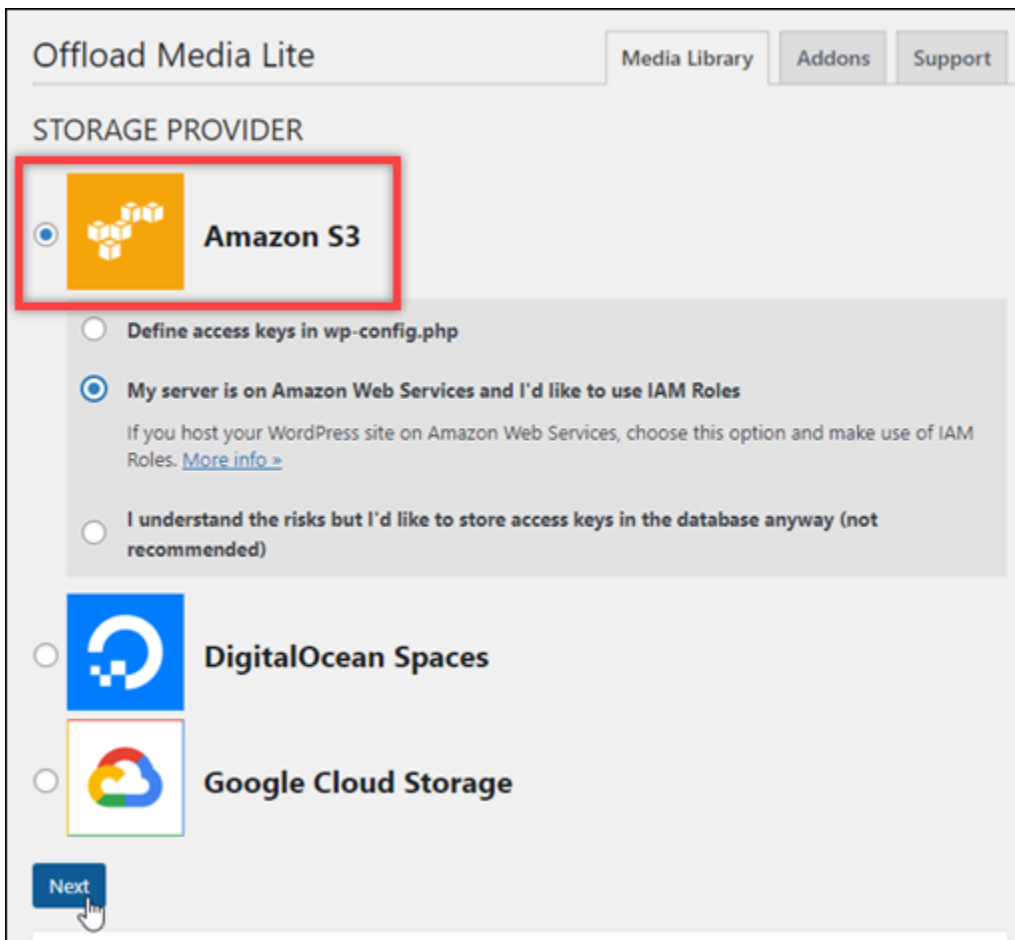 Offload Media Lite
Media Library
Addons
Support
STORAGE PROVIDER
Amazon S3
Define access keys in wp-config.php
My server is on Amazon Web Services and I'd like to use IAM Roles
If you host your WordPress site on Amazon Web Services, choose this option and make use of IAM
Roles. More info »
I understand the risks but I'd like to store access keys in the database anyway (not
recommended)
DigitalOcean Spaces
Google Cloud Storage
Next